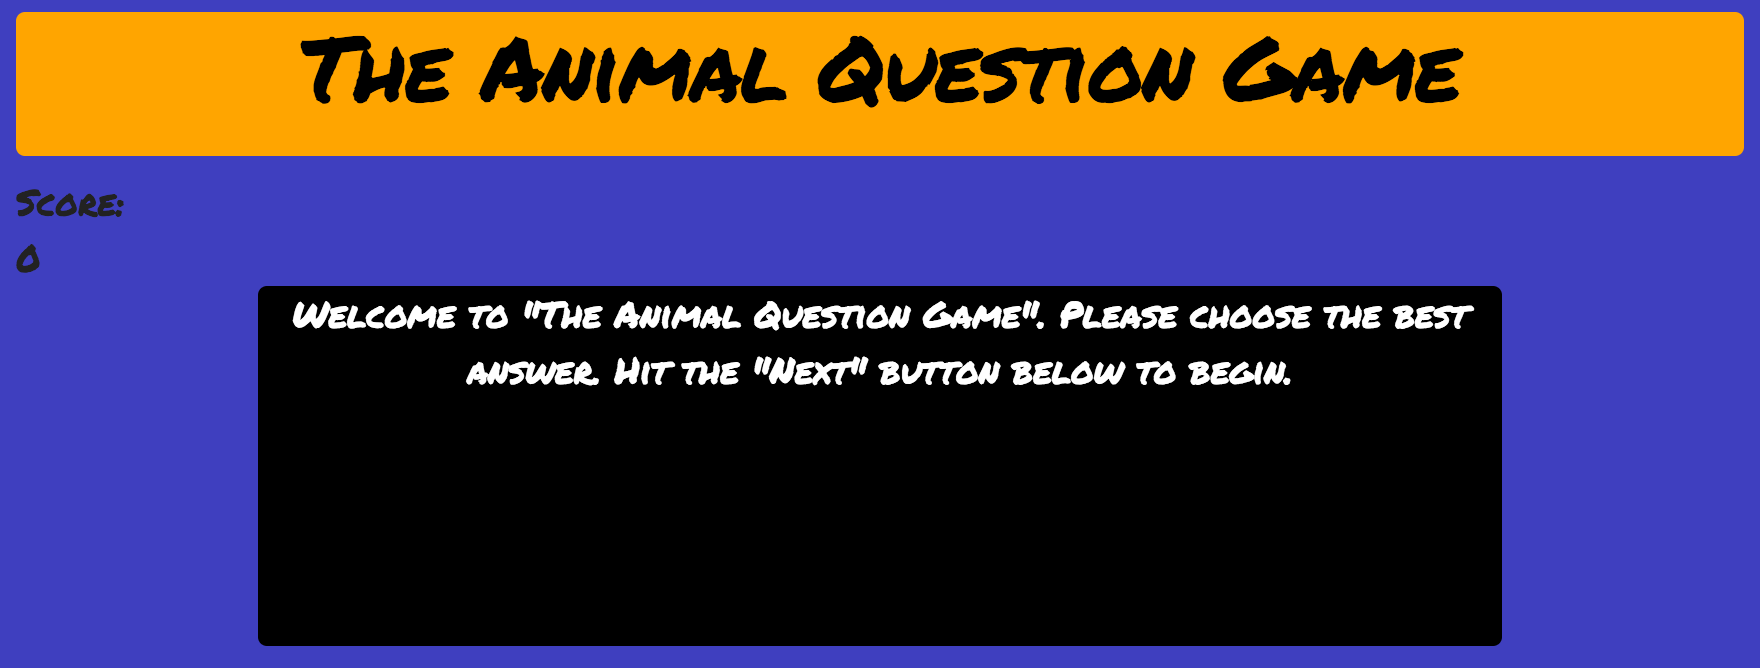 The Animal Question Game
Score:
0
Welcome to "The Animal Question Game". Please choose the best
answer. Hit the "Next" button below to begin.